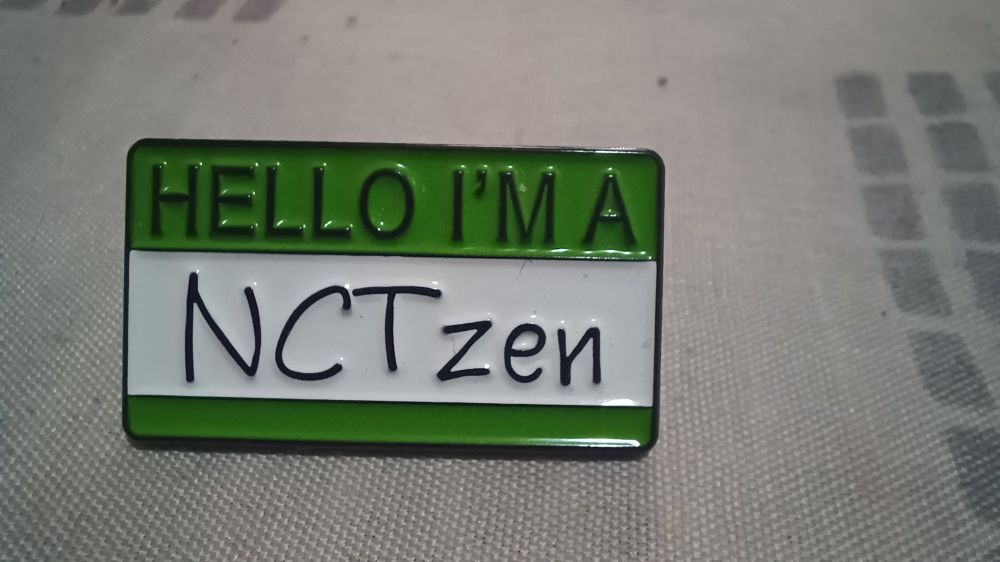 HELLO I'M A
NCTzen